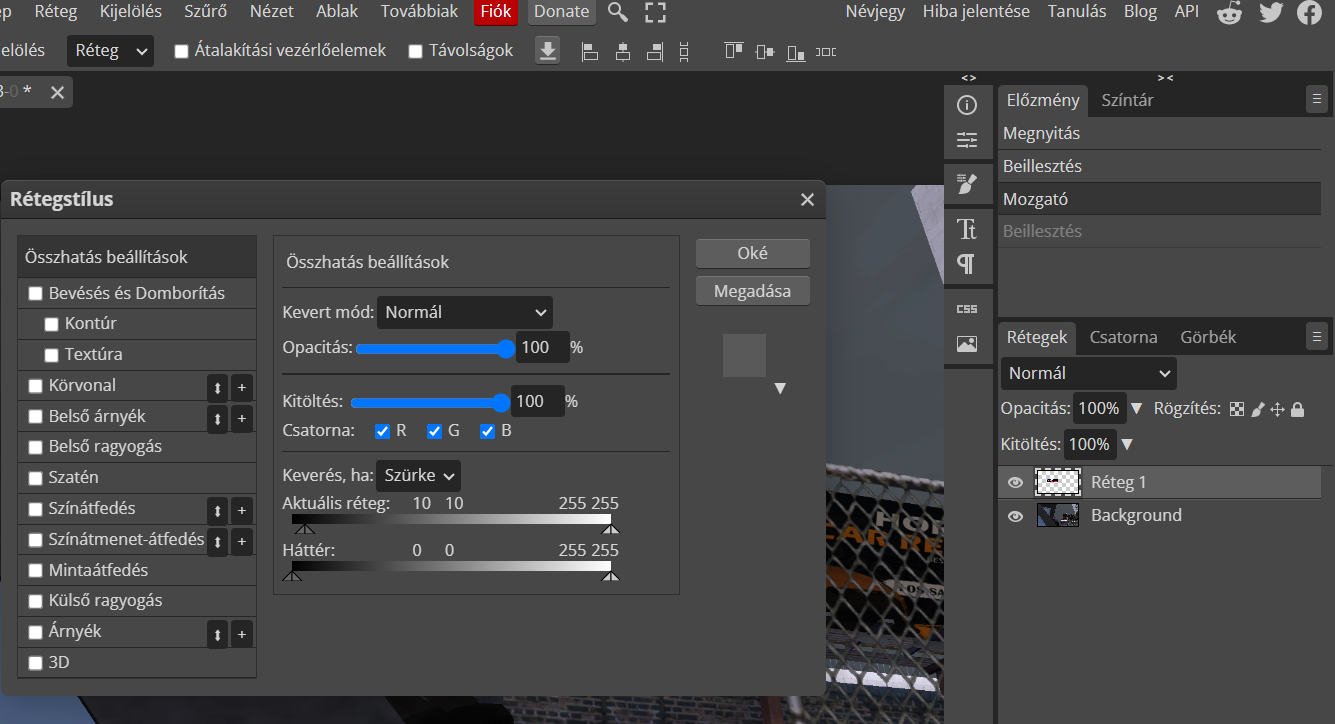 Réteg Kijelölés Szűrő Nézet Ablak Továbbiak Fiók Donate Névjegy Hiba jelentése Tanulás Blog API
elölés Réteg Átalakítási vezérlőelemek Távolságok
3-0 *
Rétegstílus
Összhatás beállítások
Bevésés és Domborítás
Kontúr
Textúra
Körvonal
Belső árnyék
Belső ragyogás
Szatén
Színátfedés
Színátmenet-átfedés
Mintaátfedés
Külső ragyogás
Árnyék
3D
Összhatás beállítások
Kevert mód: Normál
Opacitás: 100 %
Kitöltés: 100 %
Csatorna: R G B
Keverés, ha: Szürke
Aktuális réteg: 10 10 255 255
Háttér: 0 0 255 255
Oké
Megadása
Előzmény Színtár
Megnyitás
Beillesztés
Mozgató
Beillesztés
CSS
Rétegek Csatorna Görbék
Normál
Opacitás: 100% Rögzítés:
Kitöltés: 100%
Réteg 1
Background